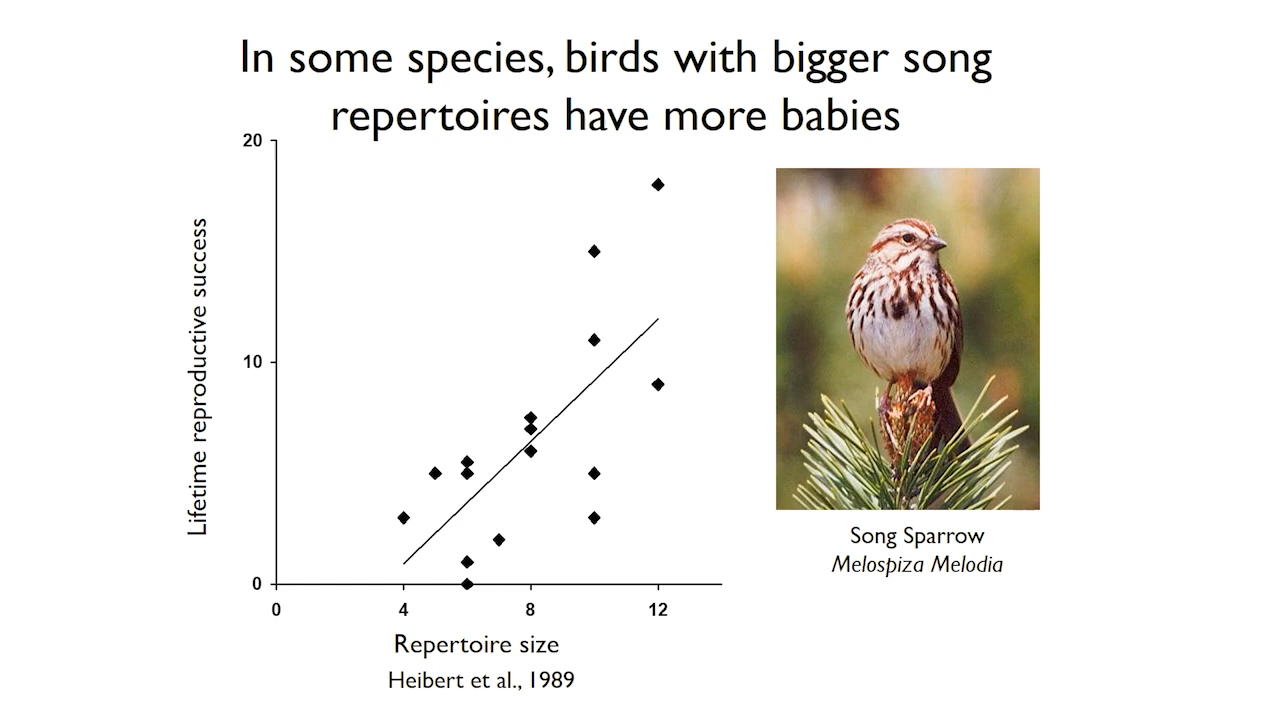 In some species, birds with bigger song
repertoires have more babies
20
10
0
Lifetime reproductive success
0 4 8 12
Repertoire size
Heibert et al., 1989
Song Sparrow
Melospiza Melodia